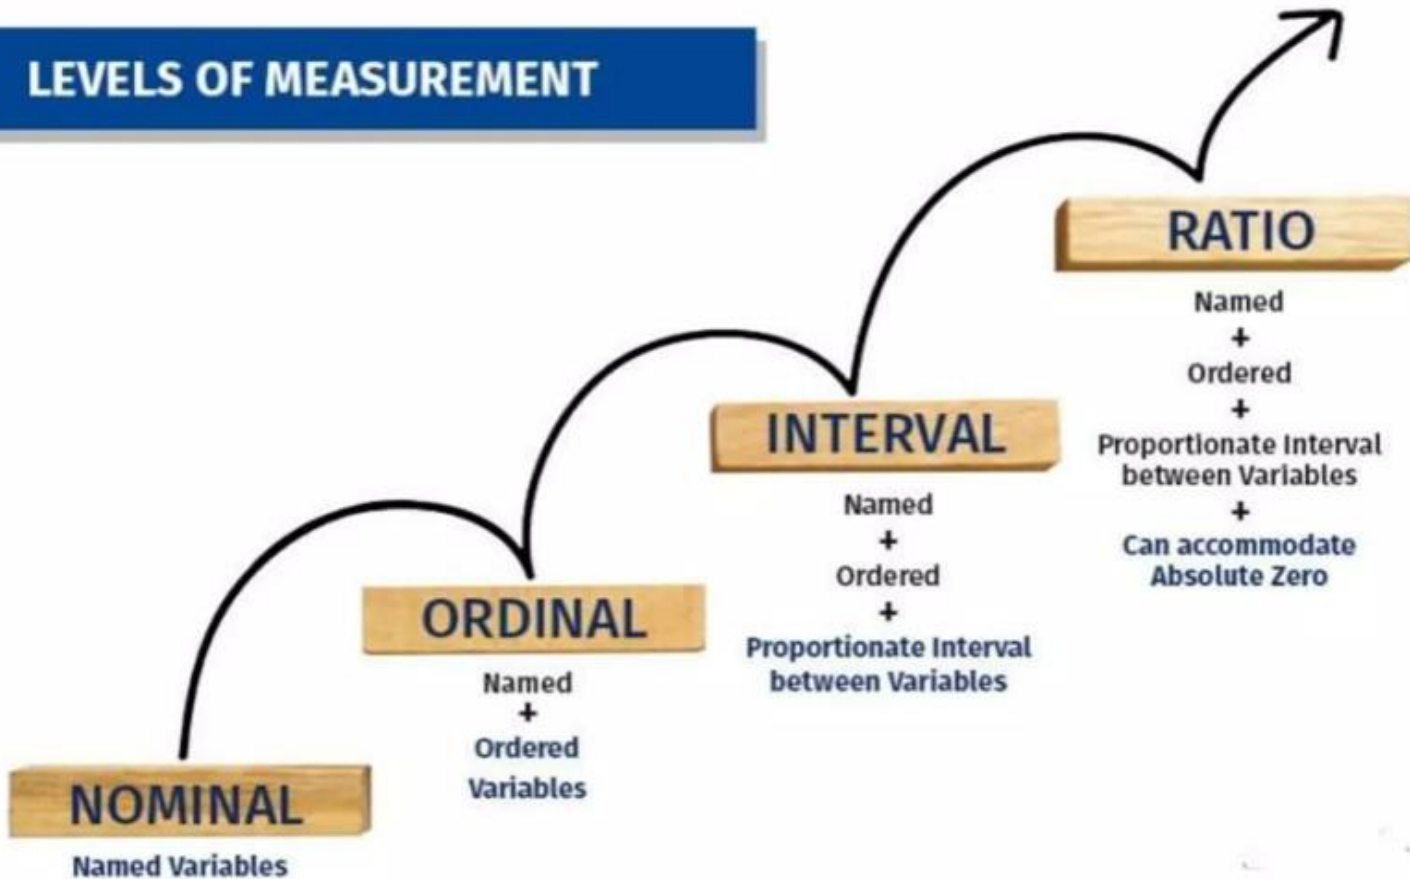 LEVELS OF MEASUREMENT
NOMINAL
Named Variables
ORDINAL
Named
+
Ordered
Variables
INTERVAL
Named
+
Ordered
+
Proportionate Interval
between Variables
RATIO
Named
+
Ordered
+
Proportionate Interval
between Variables
+
Can accommodate
Absolute Zero